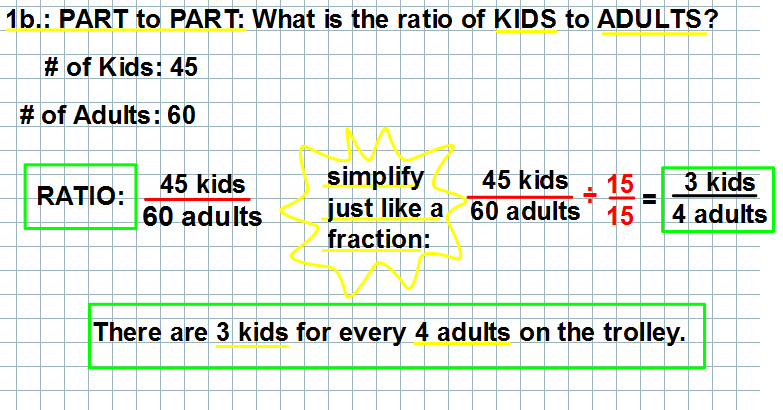 1b.: PART to PART: What is the ratio of KIDS to ADULTS?
# of Kids: 45
# of Adults: 60
RATIO: 45 kids
60 adults
simplify
just like a
fraction:
45 kids ÷ 15 = 3 kids
60 adults 15 4 adults
There are 3 kids for every 4 adults on the trolley.